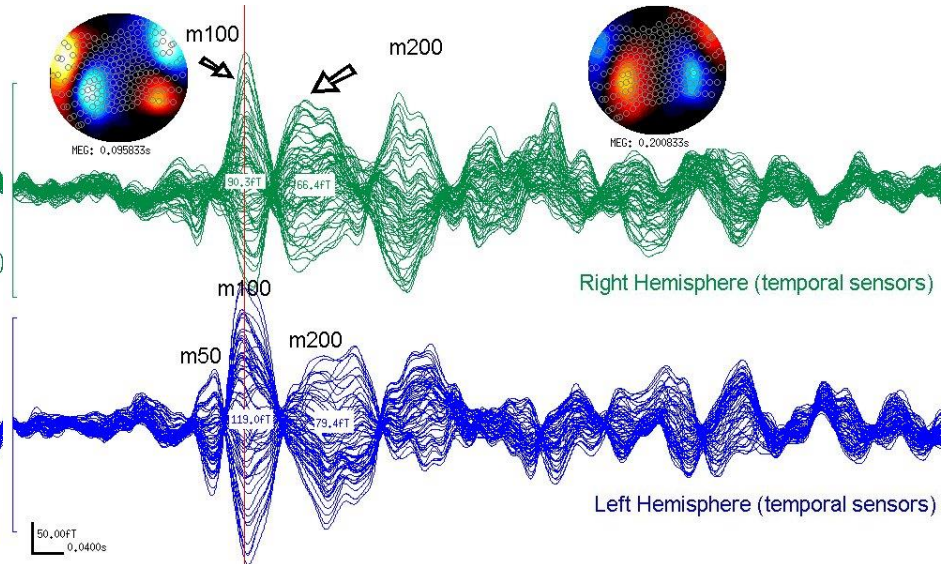 m100
m200
MEG: 0.095833s
MEG: 0.200833s
90.3fT
66.4fT
Right Hemisphere (temporal sensors)
m100
m50
m200
119.0fT
79.4fT
Left Hemisphere (temporal sensors)
50.00fT
0.0400s